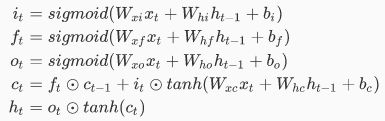 i_t = sigmoid(W_{xi}x_t + W_{hi}h_{t-1} + b_i)
f_t = sigmoid(W_{xf}x_t + W_{hf}h_{t-1} + b_f)
o_t = sigmoid(W_{xo}x_t + W_{ho}h_{t-1} + b_o)
c_t = f_t ⊙ c_{t-1} + i_t ⊙ tanh(W_{xc}x_t + W_{hc}h_{t-1} + b_c)
h_t = o_t ⊙ tanh(c_t)